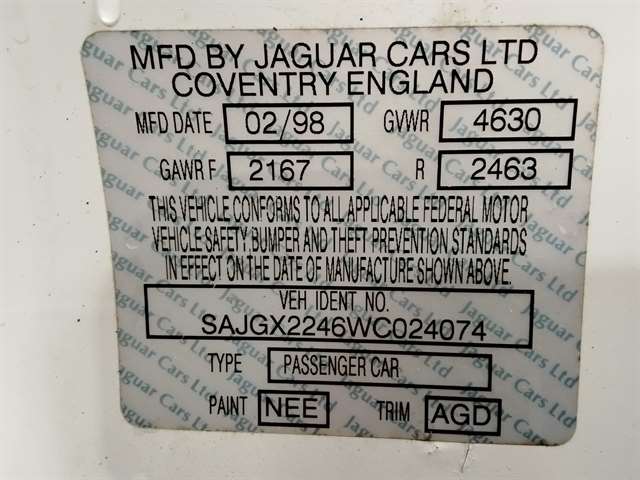 MFD BY JAGUAR CARS LTD
COVENTRY ENGLAND
MFD DATE 02/98 GVWR 4630
GAWR F 2167 R 2463
THIS VEHICLE CONFORMS TO ALL APPLICABLE FEDERAL MOTOR
VEHICLE SAFETY, BUMPER AND THEFT PREVENTION STANDARDS
IN EFFECT ON THE DATE OF MANUFACTURE SHOWN ABOVE.
VEH IDENT NO.
SAJGX2246WC024074
TYPE PASSENGER CAR
PAINT NEE TRIM AGD